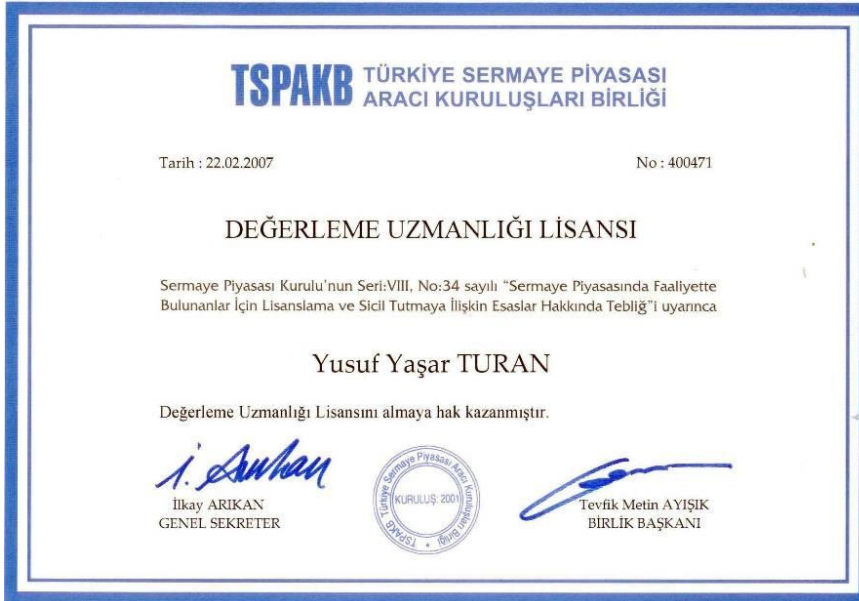 TSPAKB TÜRKİYE SERMAYE PİYASASI
ARACI KURULUŞLARI BİRLİĞİ
Tarih : 22.02.2007
No : 400471
DEĞERLEME UZMANLIĞI LİSANSI
Sermaye Piyasası Kurulu'nun Seri:VIII, No:34 sayılı "Sermaye Piyasasında Faaliyette
Bulunanlar İçin Lisanslama ve Sicil Tutmaya İlişkin Esaslar Hakkında Tebliğ"i uyarınca
Yusuf Yaşar TURAN
Değerleme Uzmanlığı Lisansını almaya hak kazanmıştır.
İlkay ARIKAN
GENEL SEKRETER
TSPAKB Türkiye Sermaye Piyasası Aracı Kuruluşları Birliği
KURULUŞ: 2001
Tevfik Metin AYIŞIK
BİRLİK BAŞKANI